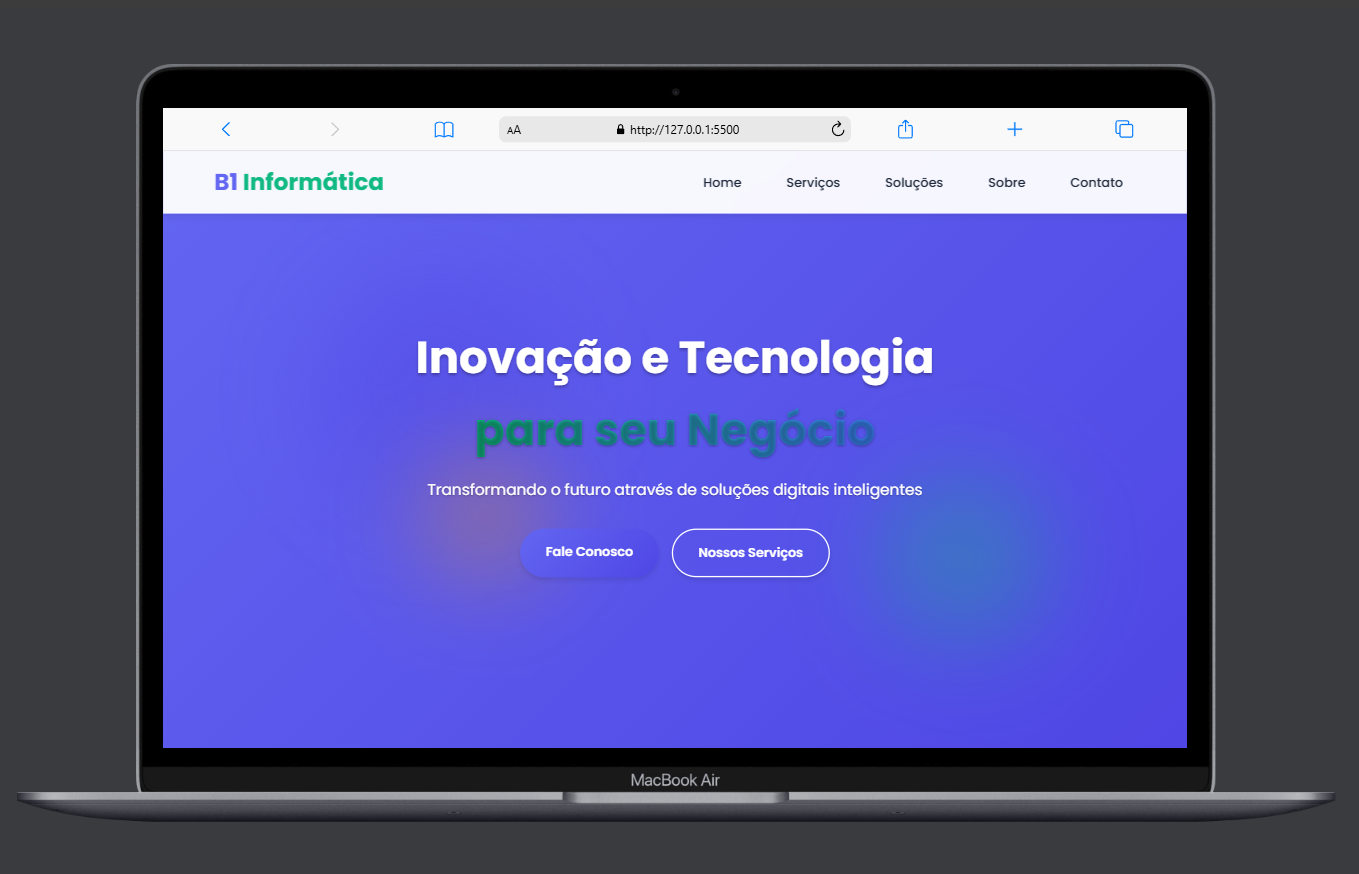 AA http://127.0.0.1:5500
B1 Informática Home Serviços Soluções Sobre Contato
Inovação e Tecnologia
para seu Negócio
Transformando o futuro através de soluções digitais inteligentes
Fale Conosco Nossos Serviços
MacBook Air